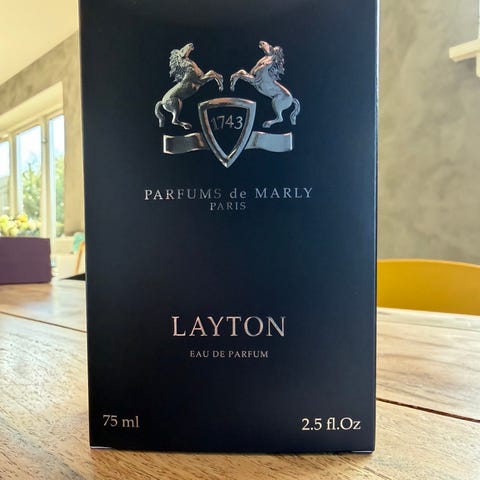 1743
PARFUMS de MARLY
PARIS
LAYTON
EAU DE PARFUM
75 ml 2.5 fl.Oz